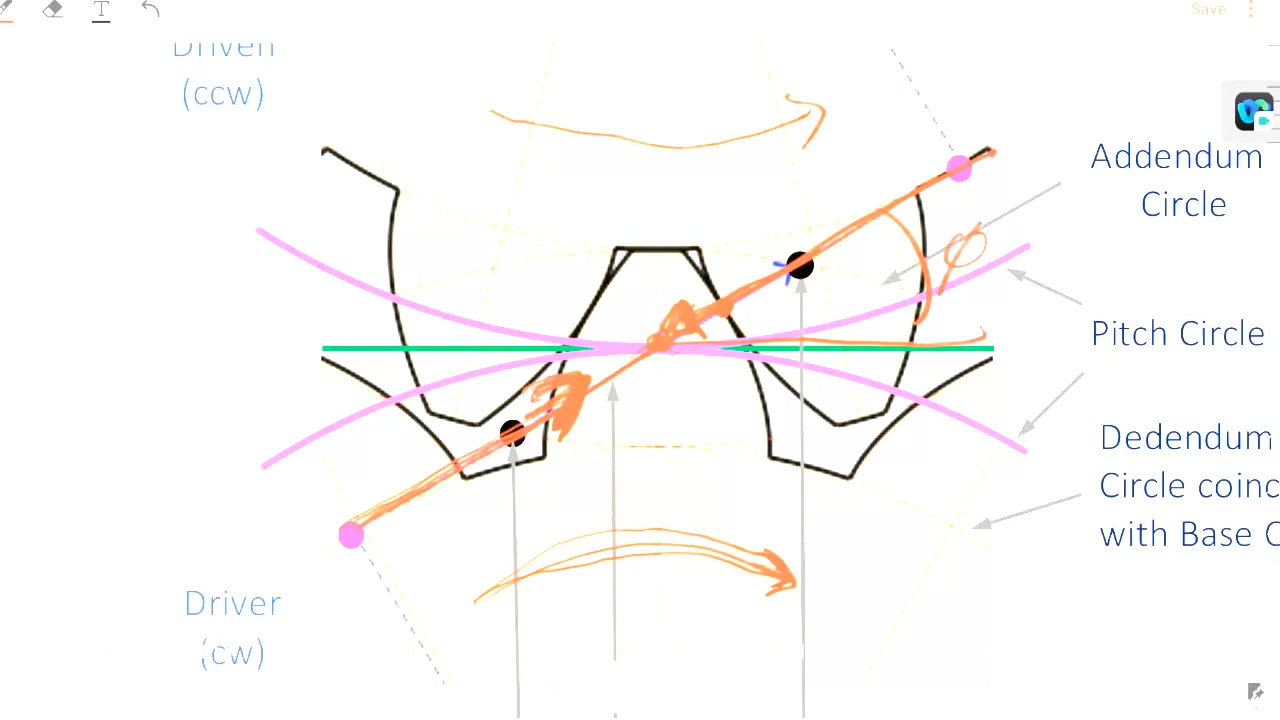 T
Save
Driven
(ccw)
Addendum
Circle
ϕ
Pitch Circle
Dedendum
Circle coinc
with Base C
Driver
(cw)